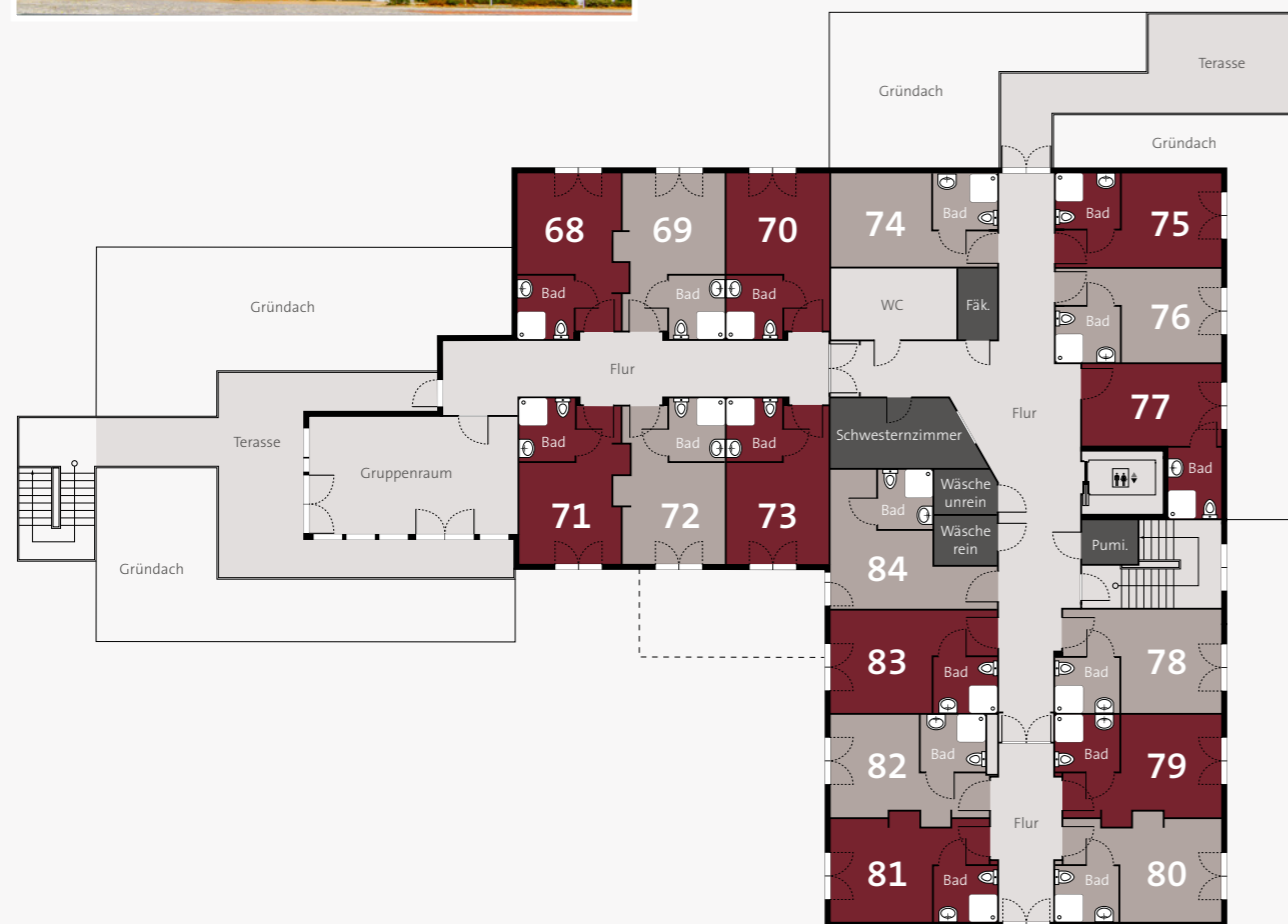 Terasse
Gründach
Gründach
68
69
70
74
Bad
75
Bad
Bad
Bad
Bad
Gründach
WC
Fäk.
76
Bad
Flur
77
Flur
Terasse
Gruppenraum
Bad
Bad
Bad
Schwesternzimmer
Bad
71
72
73
Bad
Wäsche
unrein
Wäsche
rein
Pumi.
Gründach
84
83
Bad
78
Bad
82
Bad
79
Bad
Flur
81
Bad
80
Bad